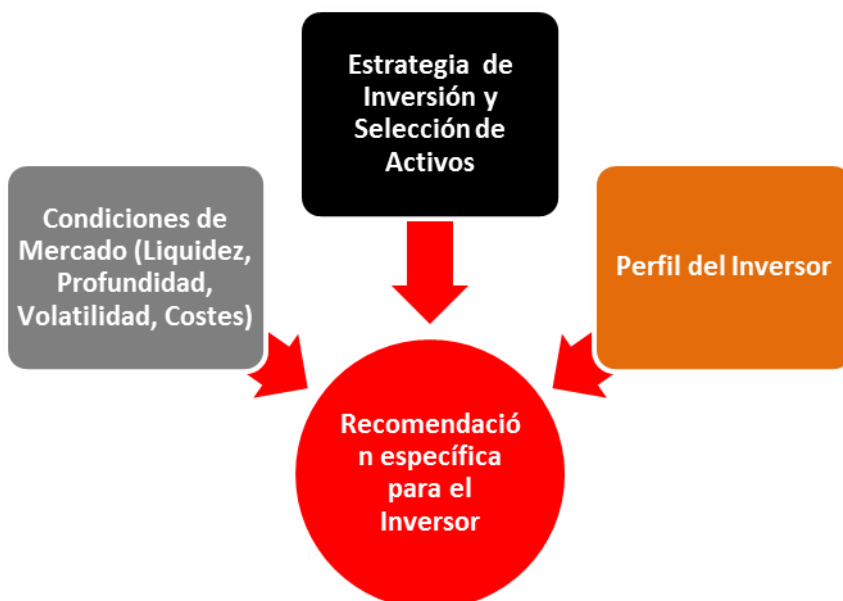 Estrategia de
Inversión y
Selección de
Activos
Condiciones de
Mercado (Liquidez,
Profundidad,
Volatilidad, Costes)
Perfil del Inversor
Recomendació
n específica
para el
Inversor